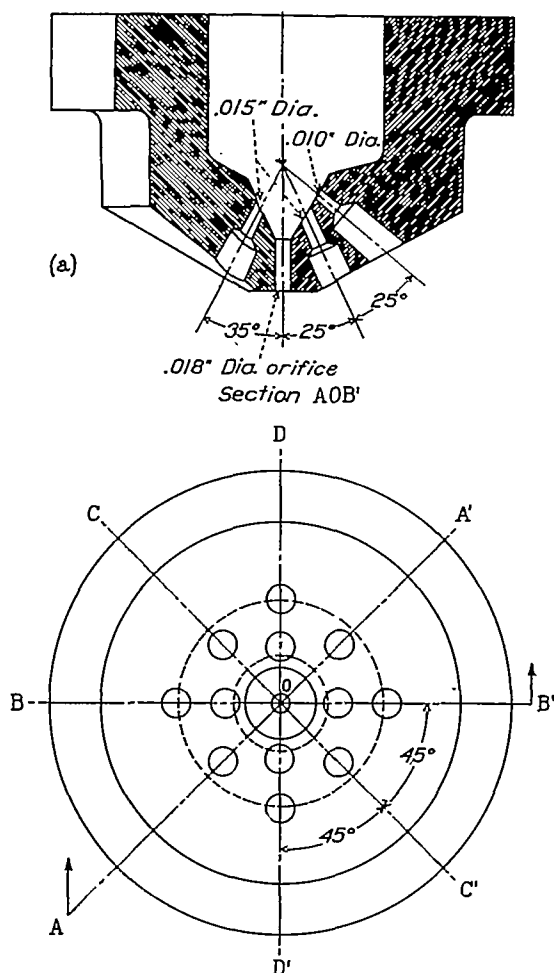 .015" Dia.
.010" Dia.
(a)
35°
25°
25°
.018" Dia. orifice
Section AOB'
D
C
A'
O
B
B'
45°
45°
A
C'
D'